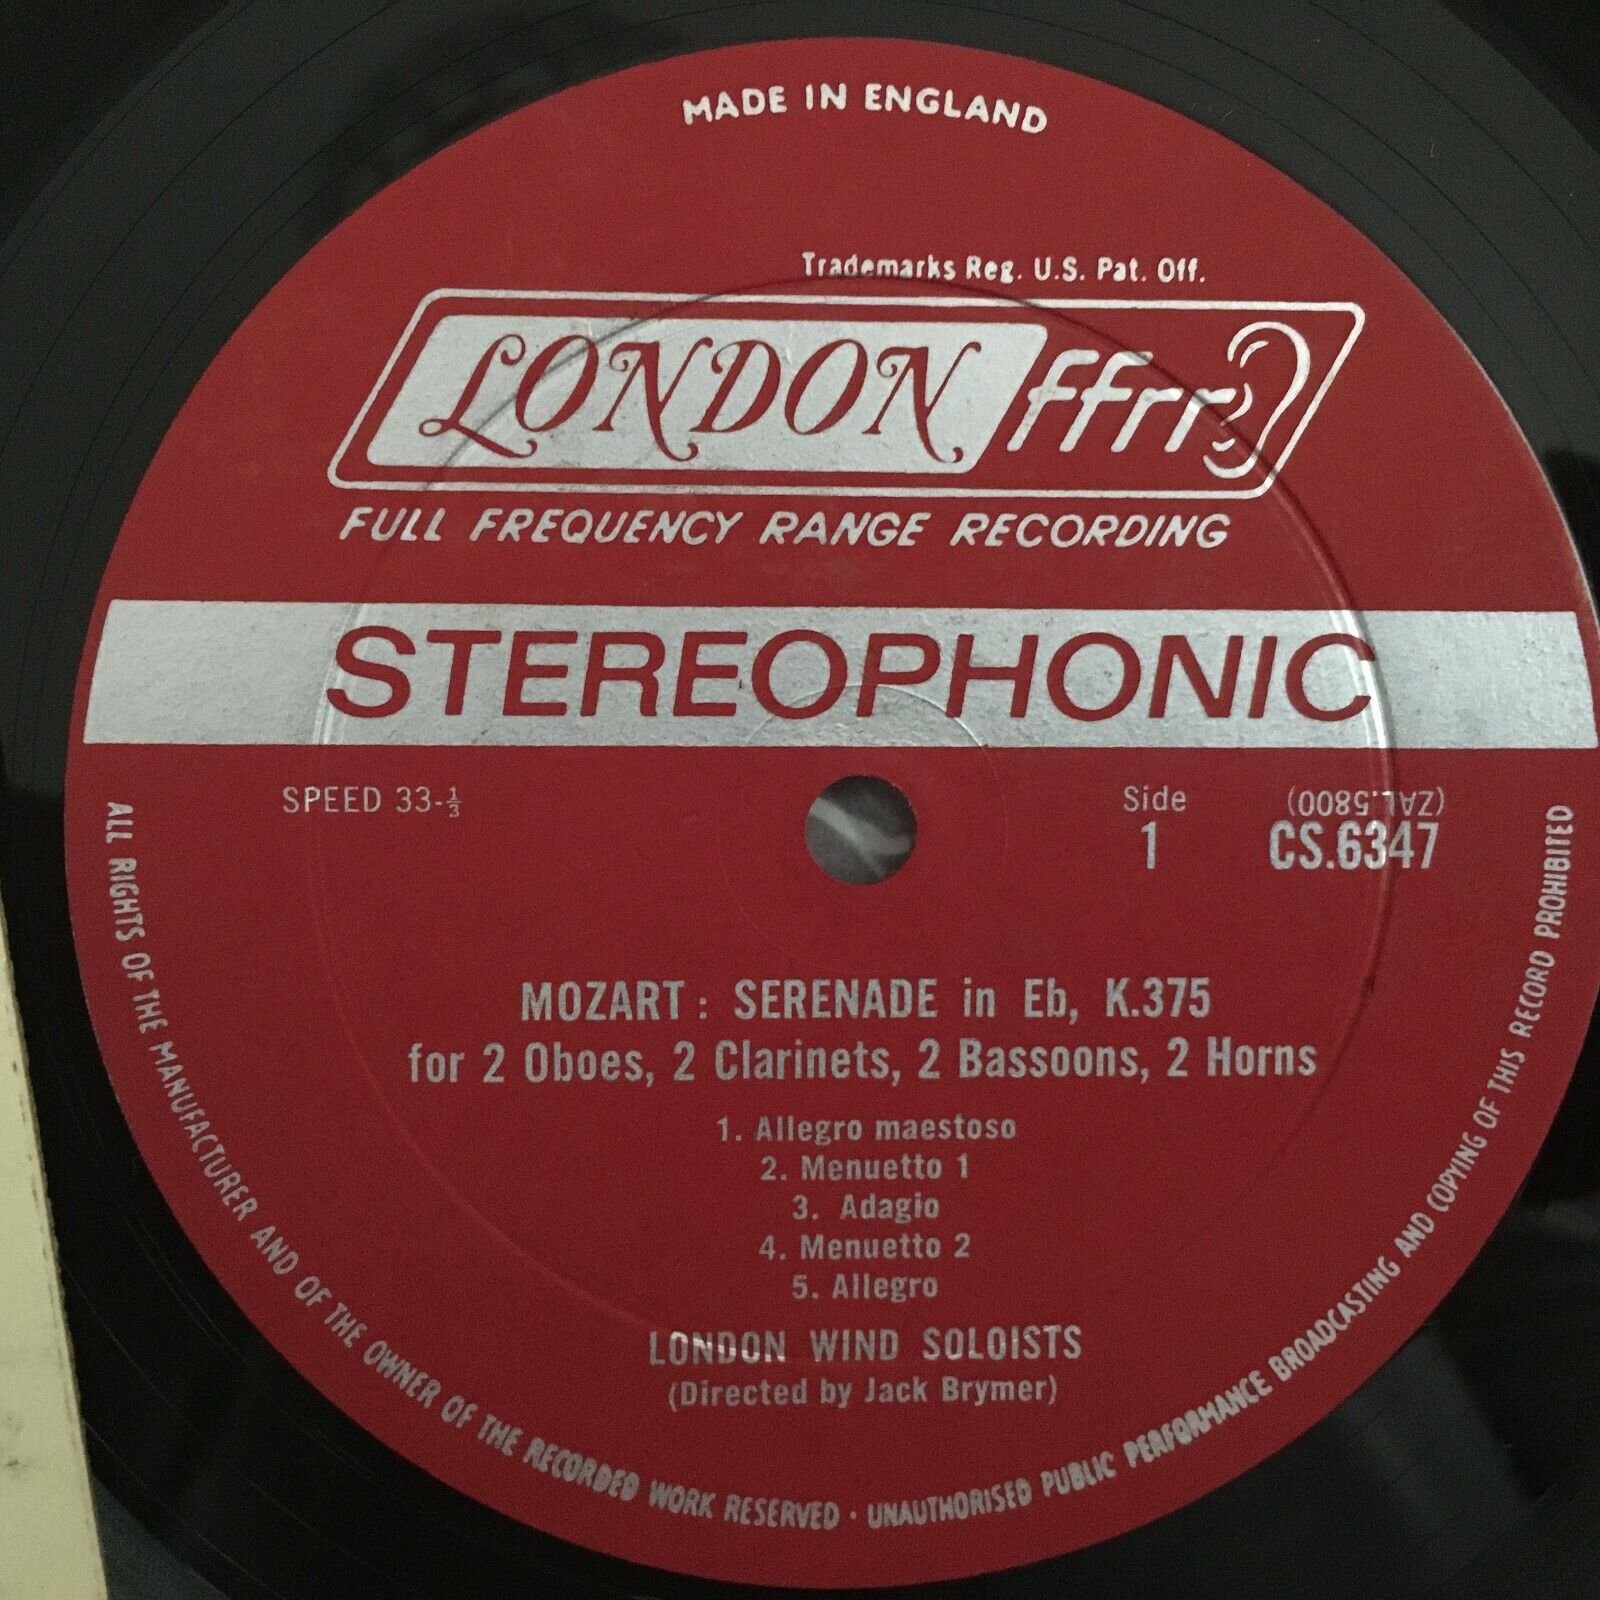 MADE IN ENGLAND
Trademarks Reg. U.S. Pat. Off.
LONDON ffrr
FULL FREQUENCY RANGE RECORDING
STEREOPHONIC
SPEED 33-⅓
Side
1
(ZAL.5800)
CS.6347
MOZART: SERENADE in Eb, K.375
for 2 Oboes, 2 Clarinets, 2 Bassoons, 2 Horns
1. Allegro maestoso
2. Menuetto 1
3. Adagio
4. Menuetto 2
5. Allegro
LONDON WIND SOLOISTS
(Directed by Jack Brymer)
ALL RIGHTS OF THE MANUFACTURER AND OF THE OWNER OF THE RECORDED WORK RESERVED · UNAUTHORISED PUBLIC PERFORMANCE BROADCASTING AND COPYING OF THIS RECORD PROHIBITED